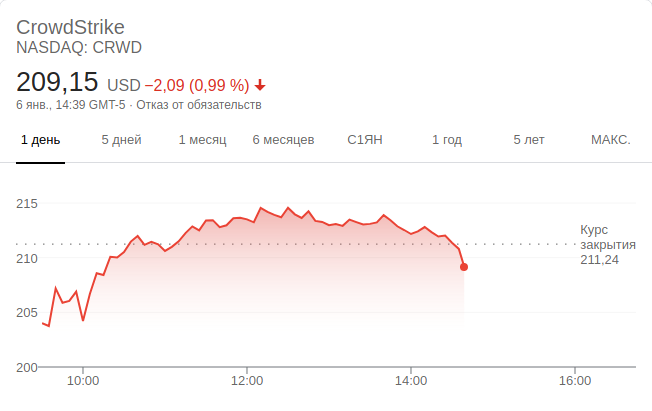 CrowdStrike
NASDAQ: CRWD
209,15 USD −2,09 (0,99 %)
6 янв., 14:39 GMT-5 · Отказ от обязательств
1 день 5 дней 1 месяц 6 месяцев С1ЯН 1 год 5 лет МАКС.
215
210
205
200
Курс
закрытия
211,24
10:00 12:00 14:00 16:00